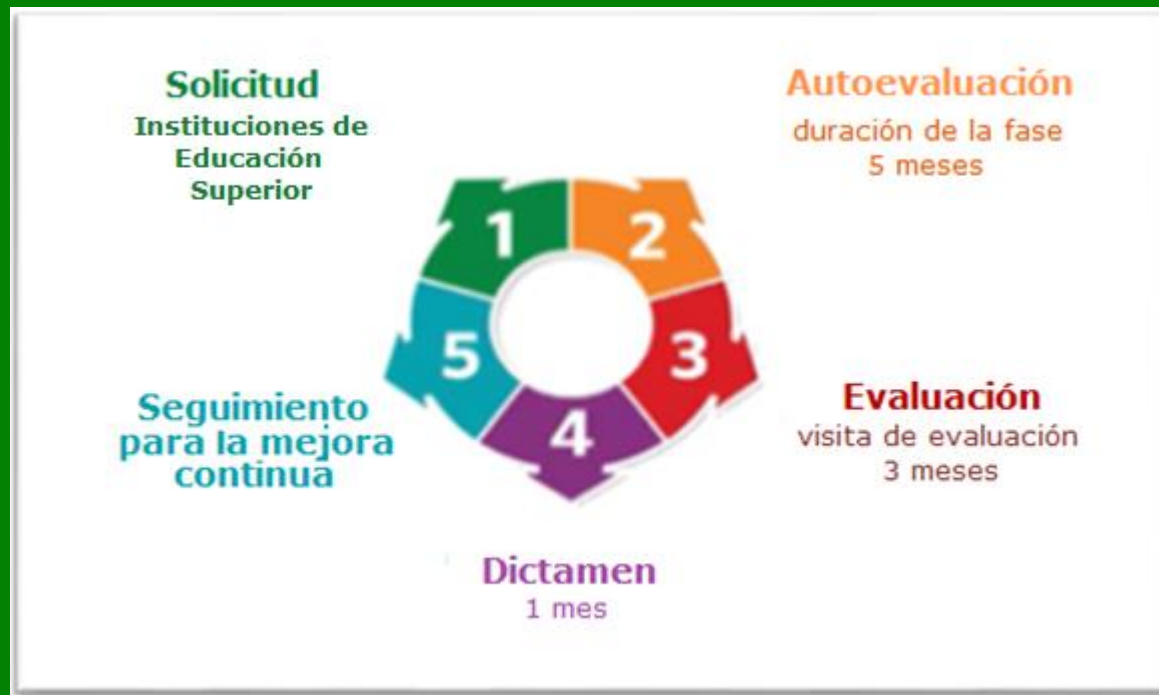 Solicitud
Instituciones de
Educación
Superior
Autoevaluación
duración de la fase
5 meses
1
2
3
4
5
Evaluación
visita de evaluación
3 meses
Dictamen
1 mes
Seguimiento
para la mejora
continua